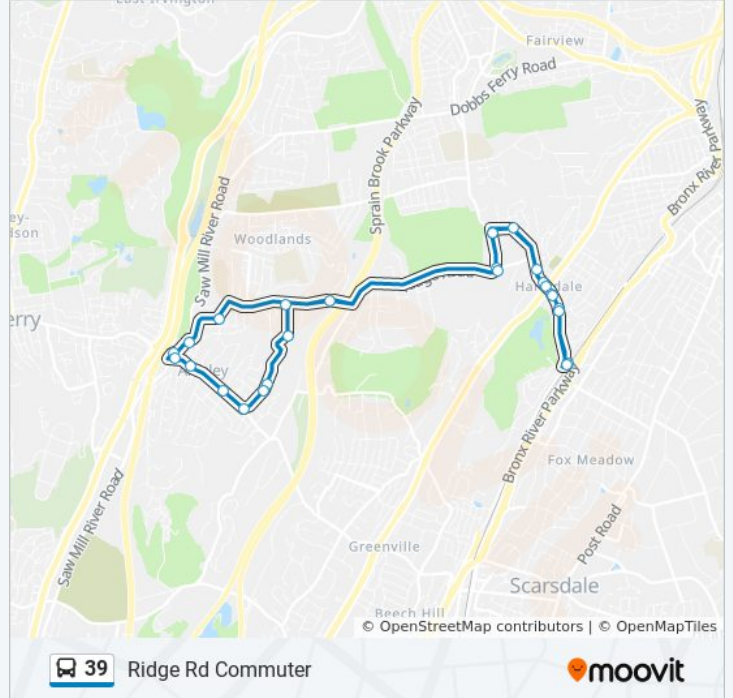 Fairview
Dobbs Ferry Road
Bronx River Parkway
Sprain Brook Parkway
Saw Mill River Road
Woodlands
Bronx River Parkway
Fox Meadow
Saw Mill River Road
Post Road
Greenville
Scarsdale
Beech Hill
© OpenStreetMap contributors | © OpenMapTiles
39 Ridge Rd Commuter
moovit